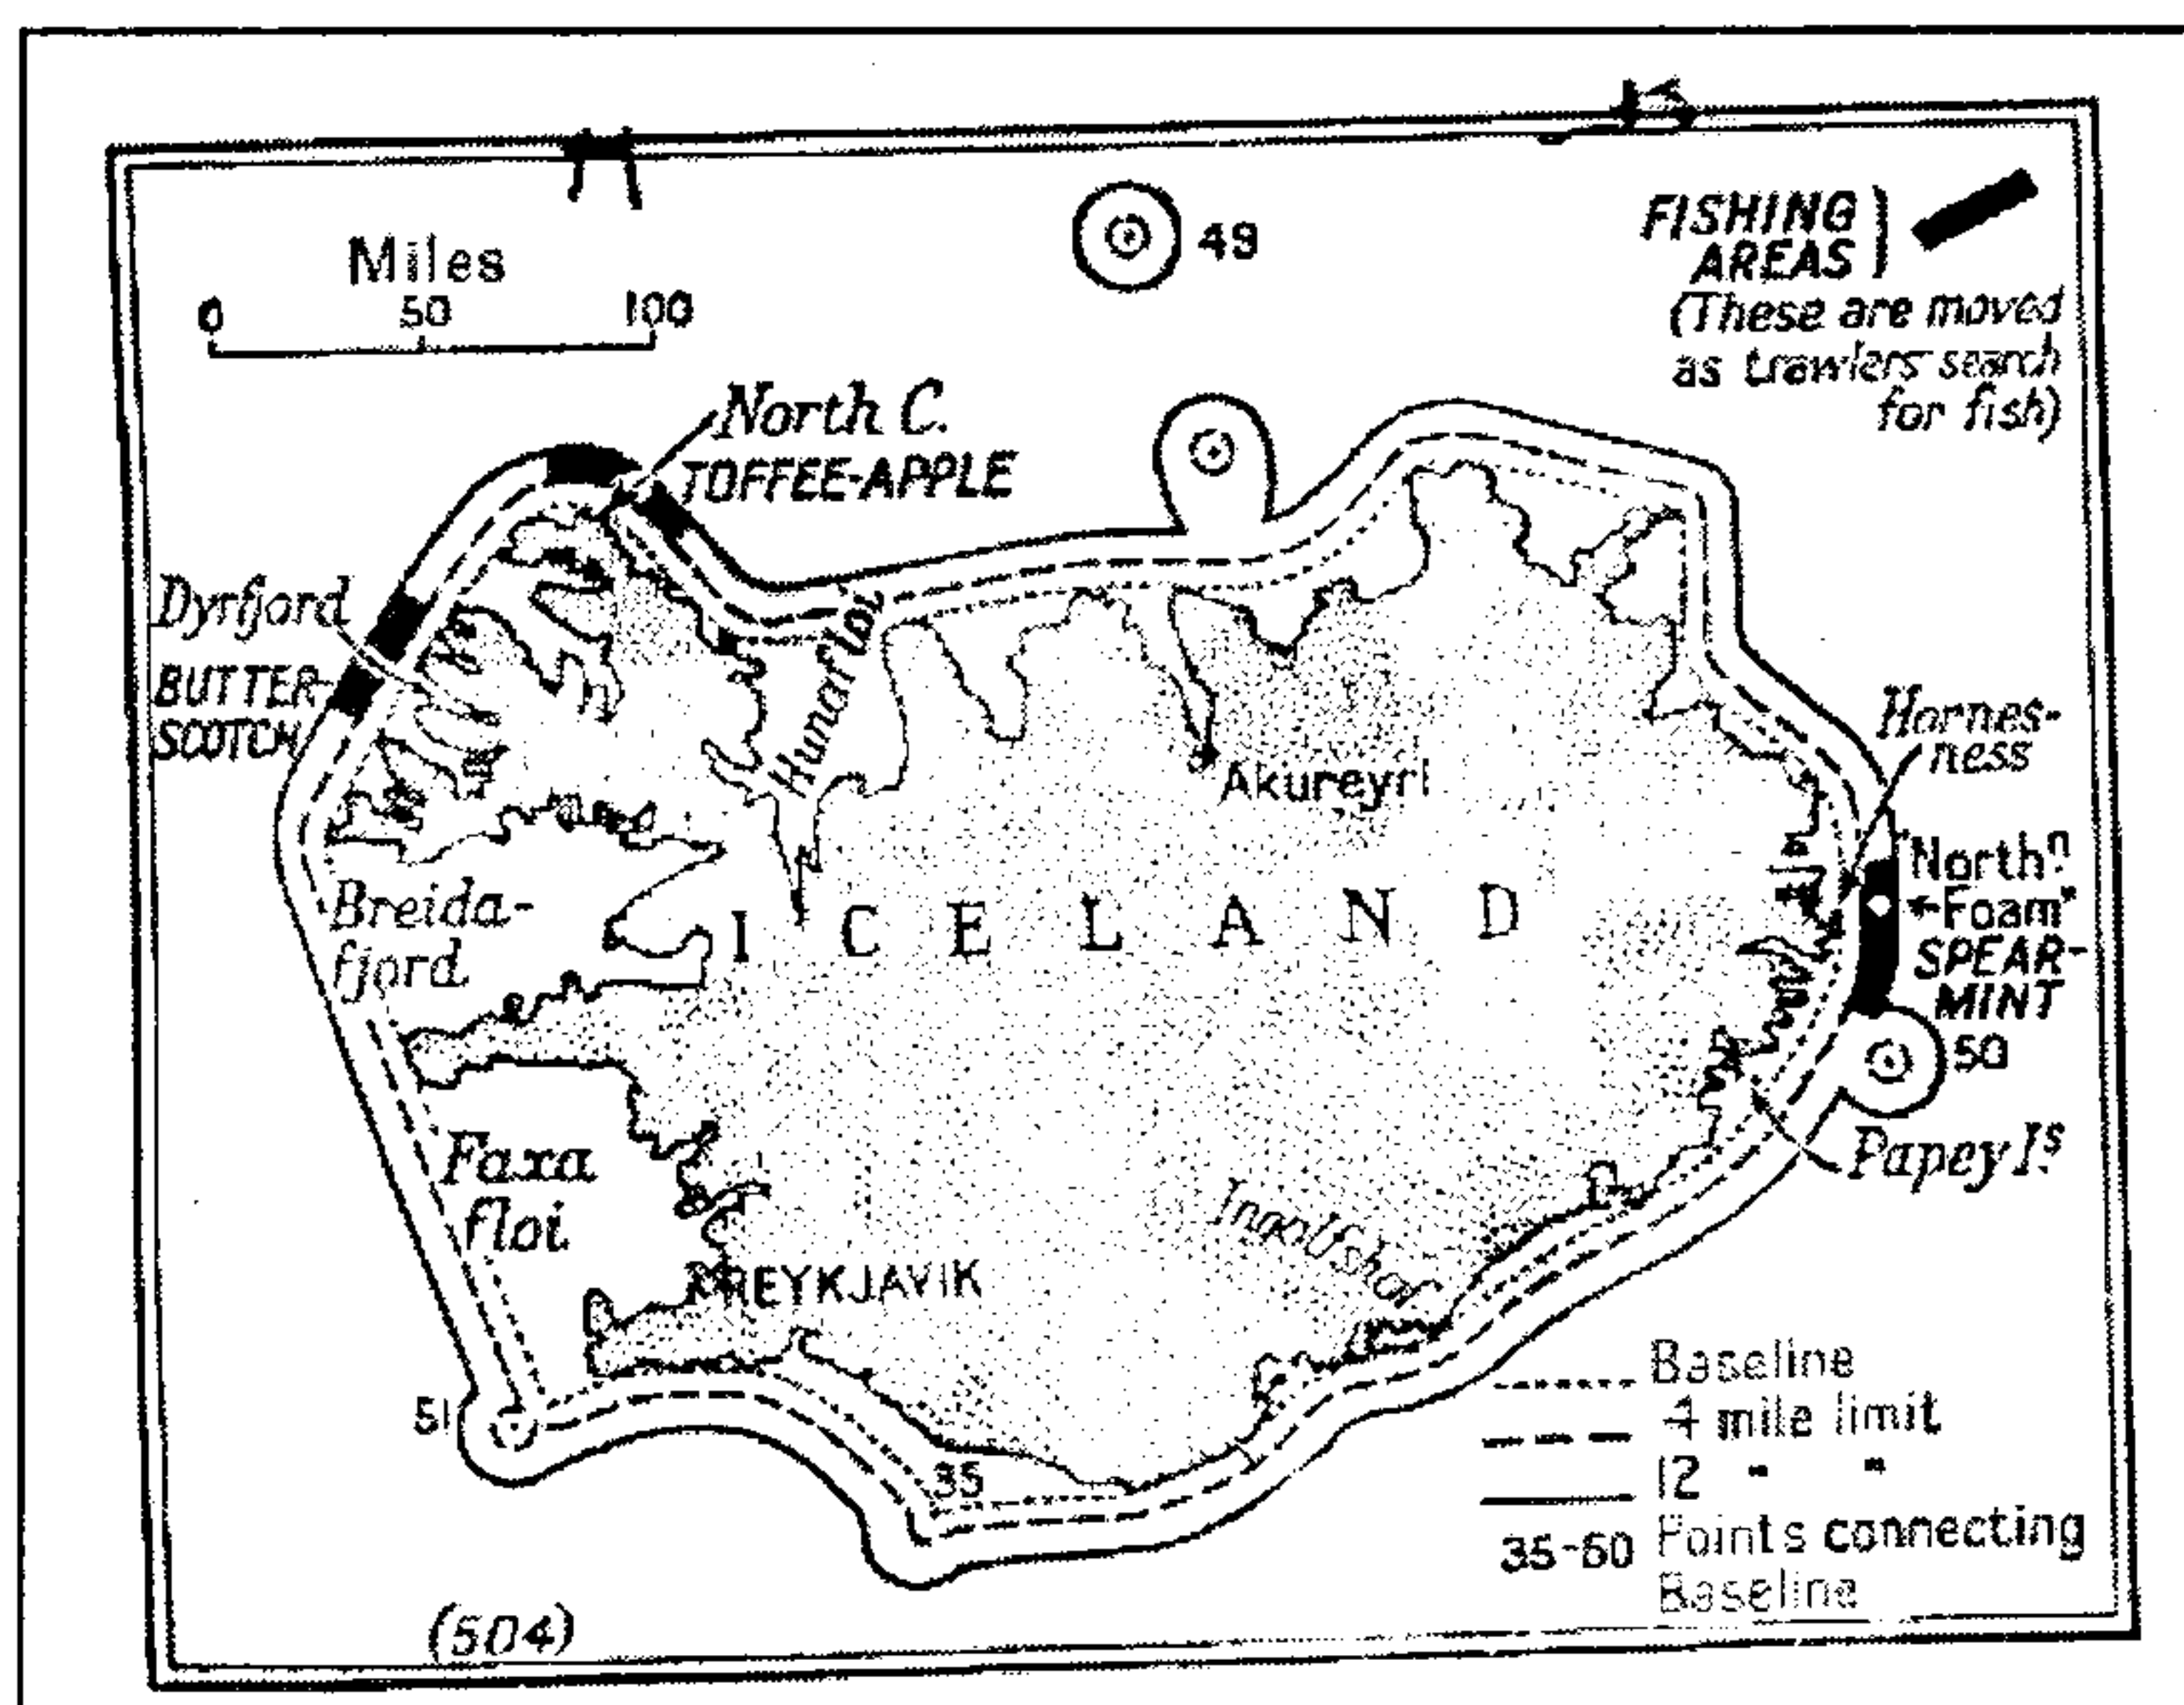 Miles
0 50 100
49
FISHING
AREAS
(These are moved
as trawlers search
for fish)
North C.
TOFFEE-APPLE
Dyrfjord
BUTTER-
SCOTCH
Hunafloi
Akureyri
Hornes-
ness
"Northn
Foam"
SPEAR-
MINT
50
Papey Is.
Breida-
fjord
ICELAND
Faxa
floi
REYKJAVIK
Ingolfshof
51
35
Baseline
4 mile limit
12 " "
35-50 Points connecting
Baseline
(504)